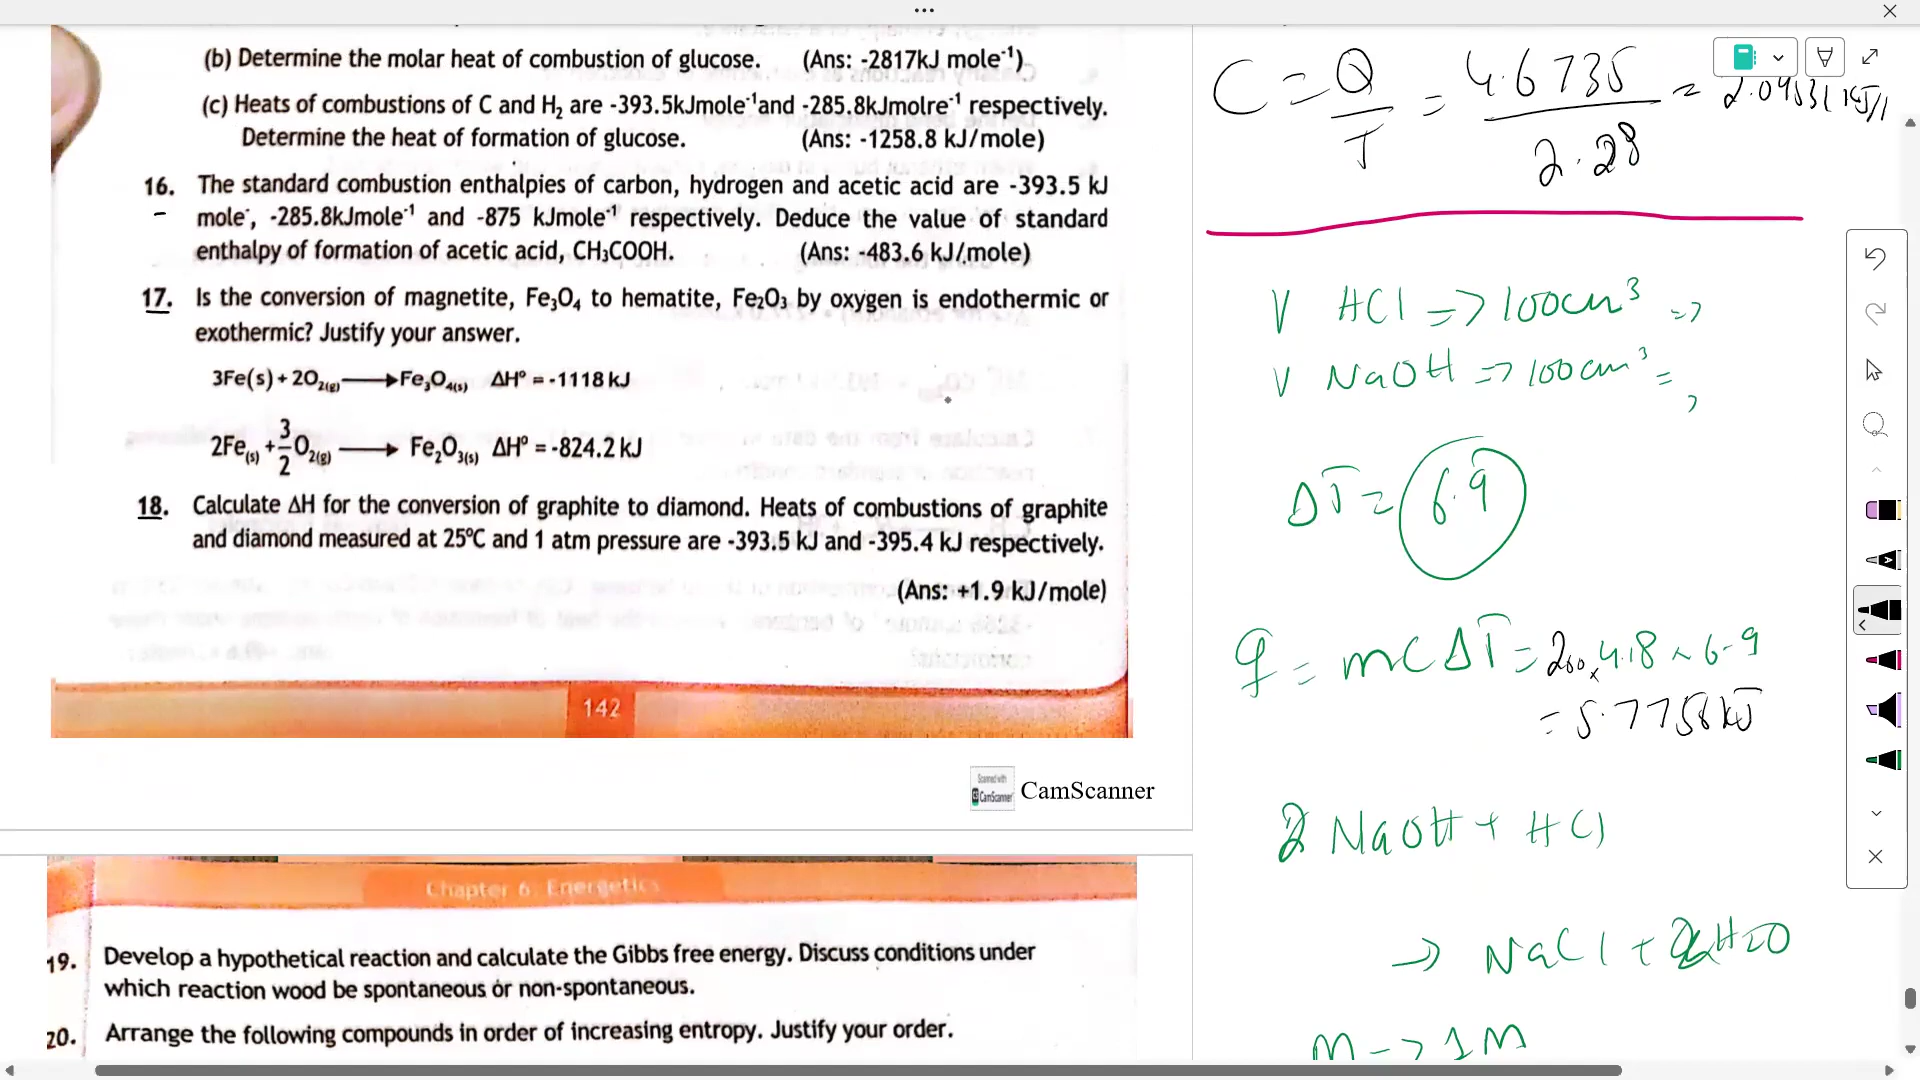 (b) Determine the molar heat of combustion of glucose. (Ans: -2817kJ mole⁻¹)
(c) Heats of combustions of C and H₂ are -393.5kJmole⁻¹and -285.8kJmolre⁻¹ respectively.
Determine the heat of formation of glucose. (Ans: -1258.8 kJ/mole)
16. The standard combustion enthalpies of carbon, hydrogen and acetic acid are -393.5 kJ
mole⁻, -285.8kJmole⁻¹ and -875 kJmole⁻¹ respectively. Deduce the value of standard
enthalpy of formation of acetic acid, CH₃COOH. (Ans: -483.6 kJ/mole)
17. Is the conversion of magnetite, Fe₃O₄ to hematite, Fe₂O₃ by oxygen is endothermic or
exothermic? Justify your answer.
3Fe(s) + 2O₂(g) → Fe₃O₄(s) ΔH° = -1118 kJ
2Fe(s) + 3/2 O₂(g) → Fe₂O₃(s) ΔH° = -824.2 kJ
18. Calculate ΔH for the conversion of graphite to diamond. Heats of combustions of graphite
and diamond measured at 25°C and 1 atm pressure are -393.5 kJ and -395.4 kJ respectively.
(Ans: +1.9 kJ/mole)
142
Scanned with
CamScanner
CamScanner
Chapter 6 Energetics
19. Develop a hypothetical reaction and calculate the Gibbs free energy. Discuss conditions under
which reaction wood be spontaneous or non-spontaneous.
20. Arrange the following compounds in order of increasing entropy. Justify your order.
C = Q/T = 4.6735/2.28 =
V HCl => 100cm³ =>
V NaOH => 100cm³ =
ΔT = 6.9
q = mCΔT = 200 × 4.18 × 6.9
= 5.7758 kJ
2 NaOH + HCl
→ NaCl + H2O
M -> 1M